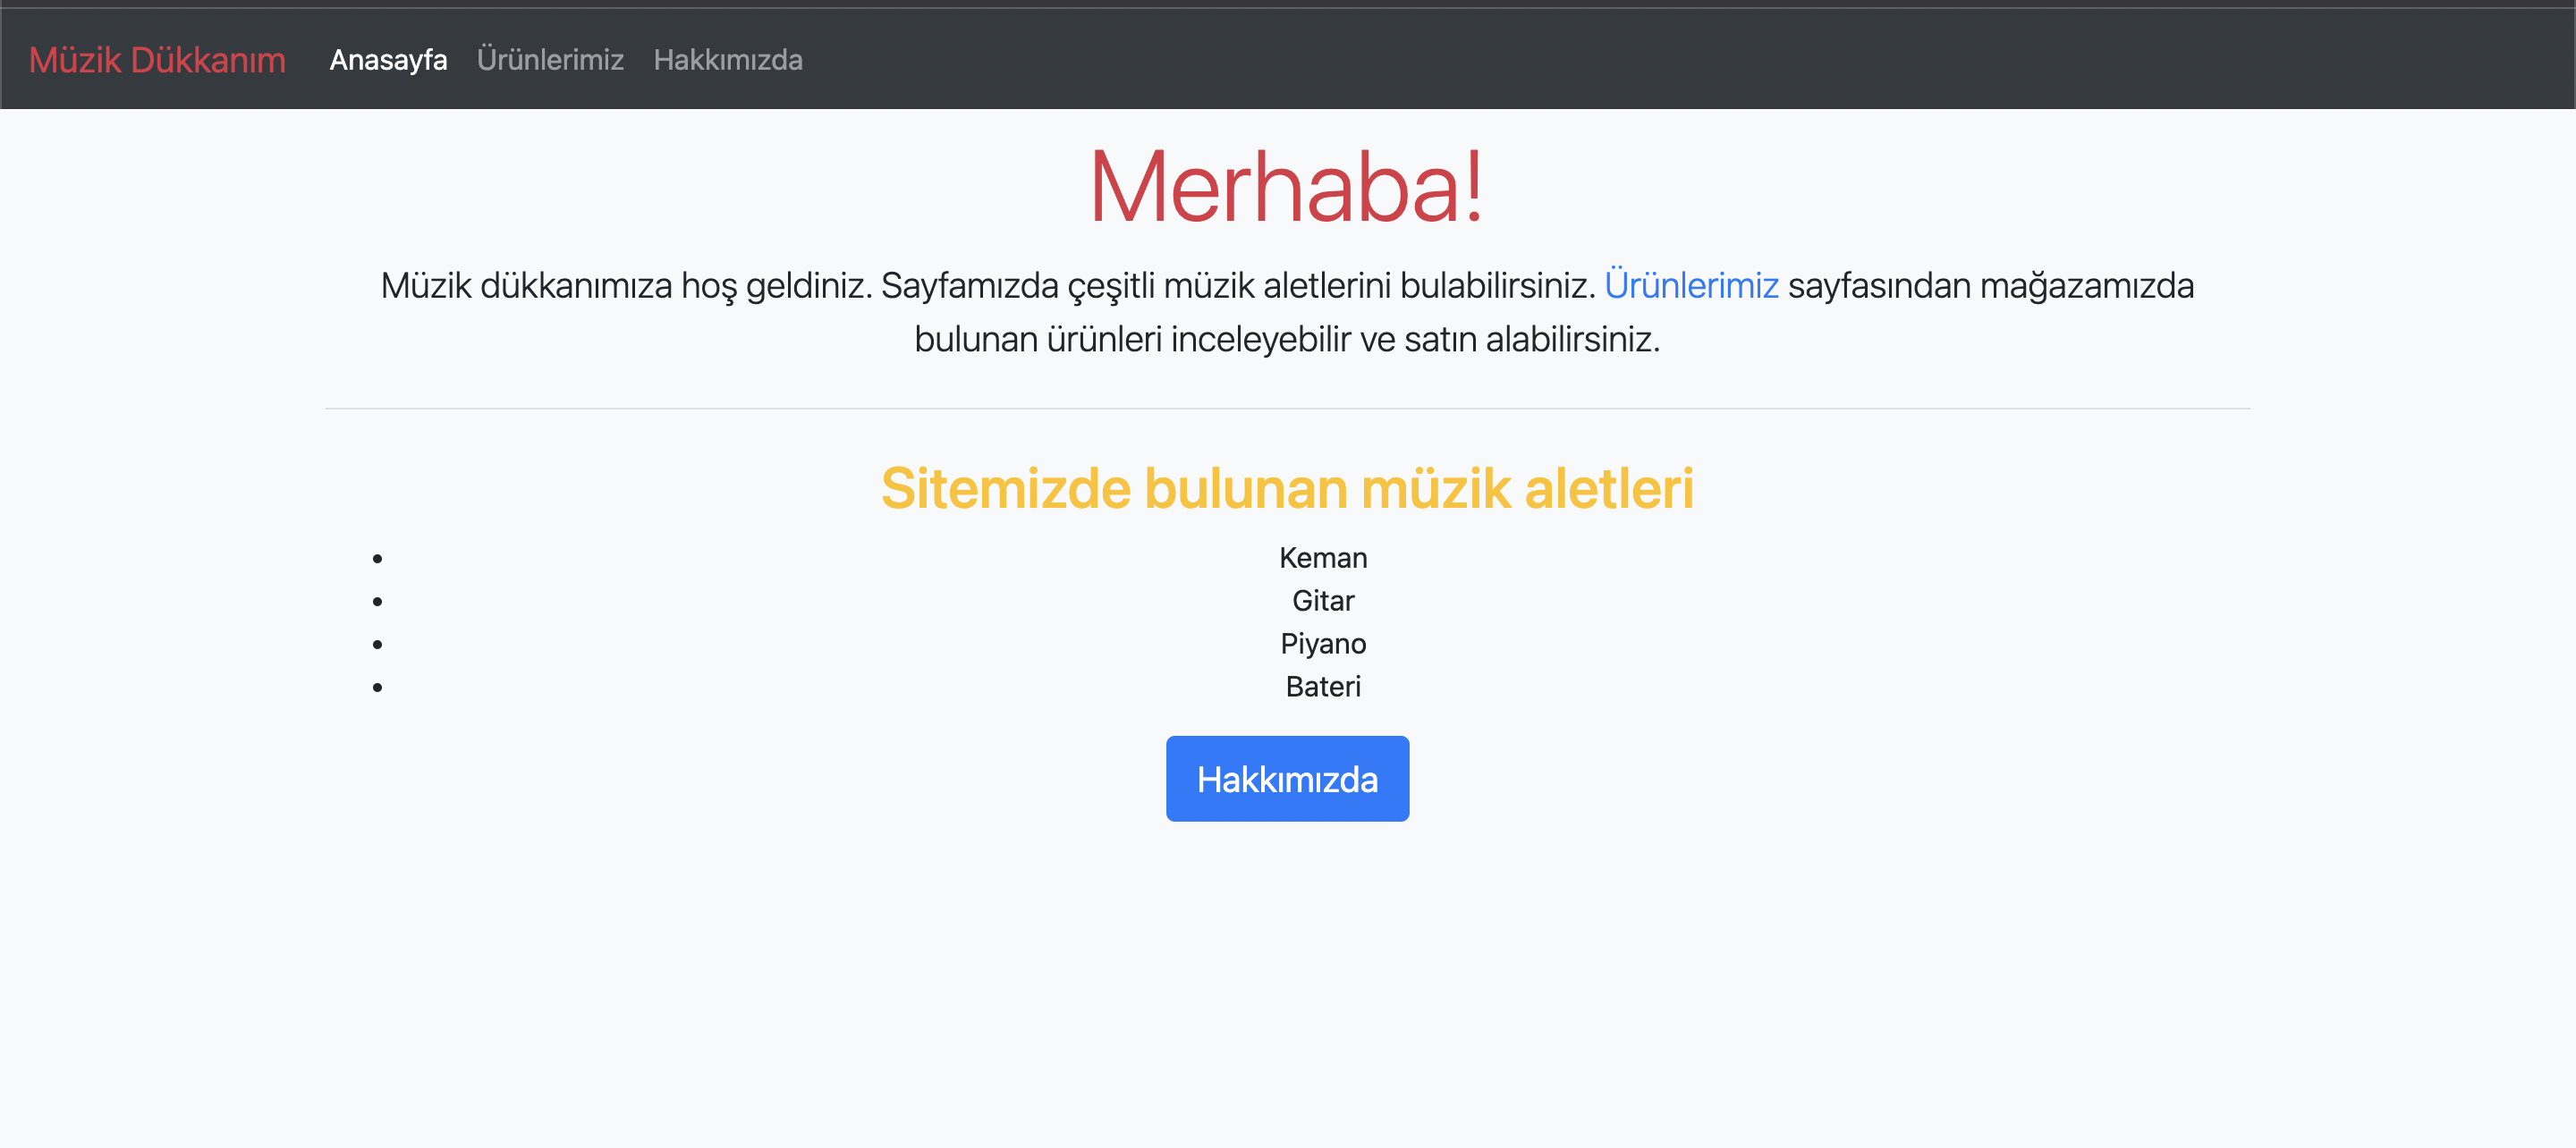 Müzik Dükkanım Anasayfa Ürünlerimiz Hakkımızda
Merhaba!
Müzik dükkanımıza hoş geldiniz. Sayfamızda çeşitli müzik aletlerini bulabilirsiniz. Ürünlerimiz sayfasından mağazamızda
bulunan ürünleri inceleyebilir ve satın alabilirsiniz.
Sitemizde bulunan müzik aletleri
Keman
Gitar
Piyano
Bateri
Hakkımızda